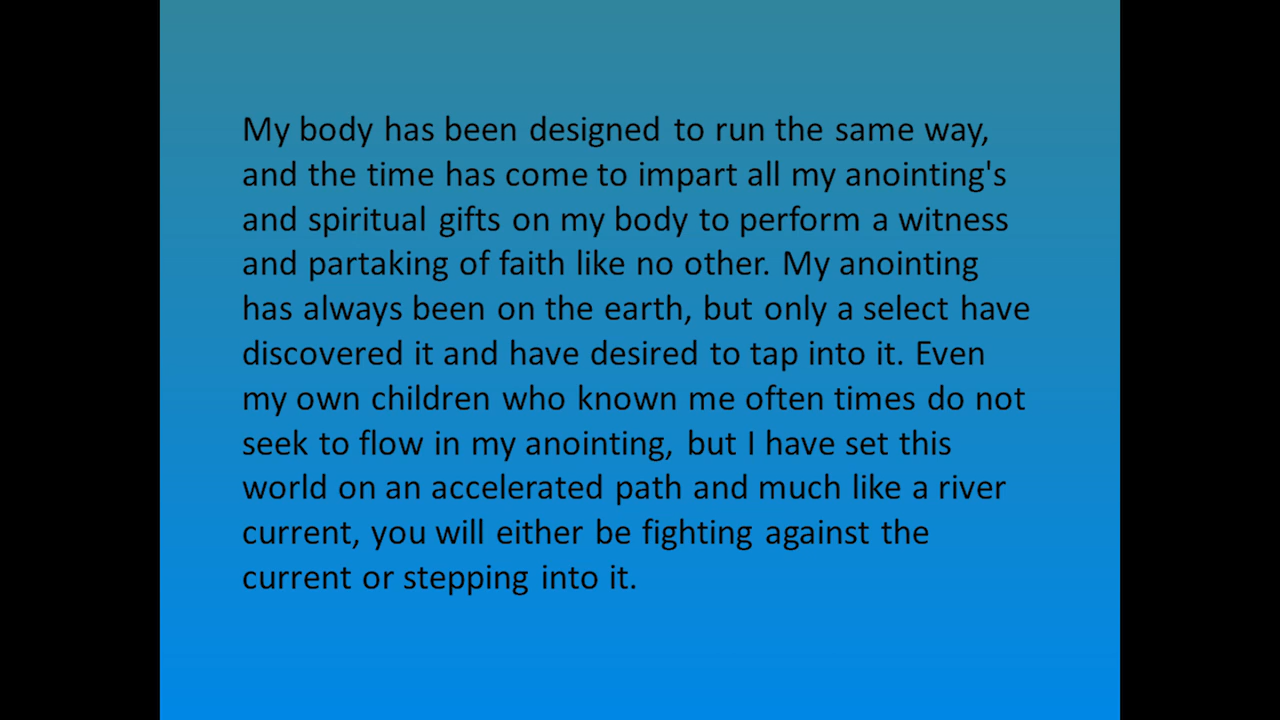 My body has been designed to run the same way,
and the time has come to impart all my anointing's
and spiritual gifts on my body to perform a witness
and partaking of faith like no other. My anointing
has always been on the earth, but only a select have
discovered it and have desired to tap into it. Even
my own children who known me often times do not
seek to flow in my anointing, but I have set this
world on an accelerated path and much like a river
current, you will either be fighting against the
current or stepping into it.